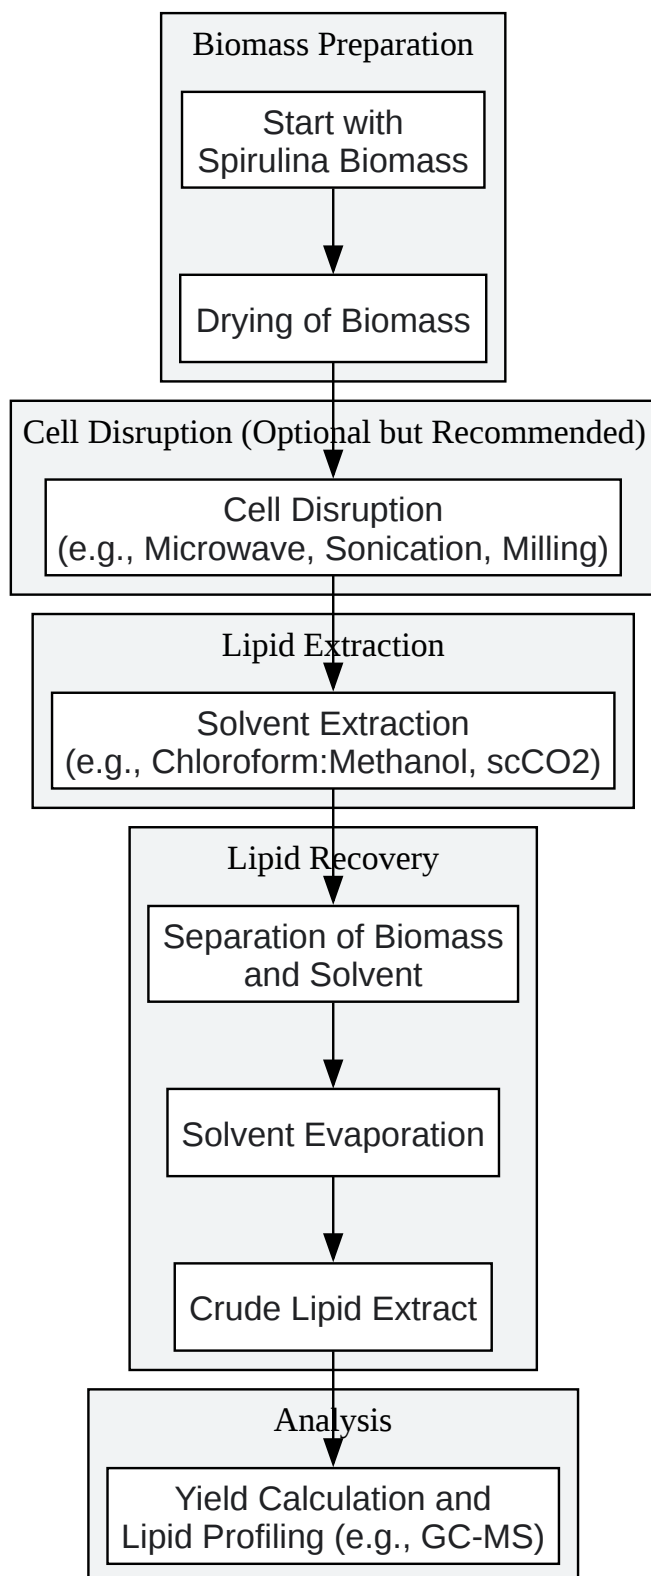 Biomass Preparation
Start with
Spirulina Biomass
Drying of Biomass
Cell Disruption (Optional but Recommended)
Cell Disruption
(e.g., Microwave, Sonication, Milling)
Lipid Extraction
Solvent Extraction
(e.g., Chloroform:Methanol, scCO2)
Lipid Recovery
Separation of Biomass
and Solvent
Solvent Evaporation
Crude Lipid Extract
Analysis
Yield Calculation and
Lipid Profiling (e.g., GC-MS)